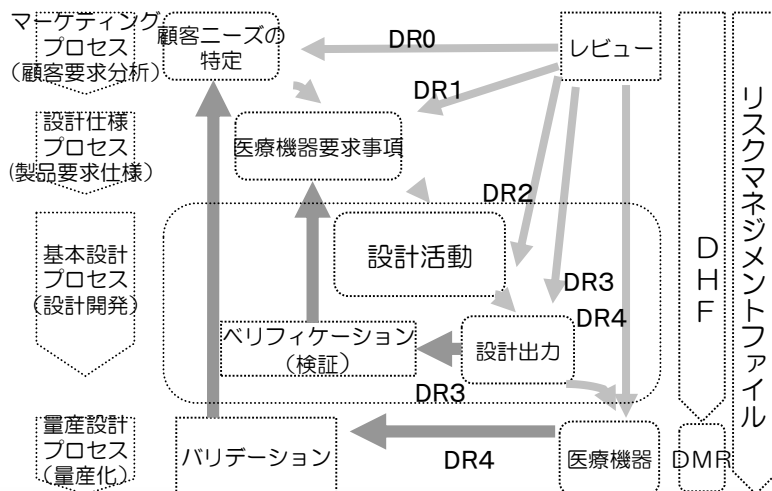 マーケティング
プロセス
(顧客要求分析)
顧客ニーズの
特定
DR0
レビュー
DR1
設計仕様
プロセス
(製品要求仕様)
医療機器要求事項
DR2
基本設計
プロセス
(設計開発)
設計活動
DR3
DR4
ベリフィケーション
(検証)
設計出力
DR3
量産設計
プロセス
(量産化)
バリデーション
DR4
医療機器
DHF
DMR
リスクマネジメントファイル